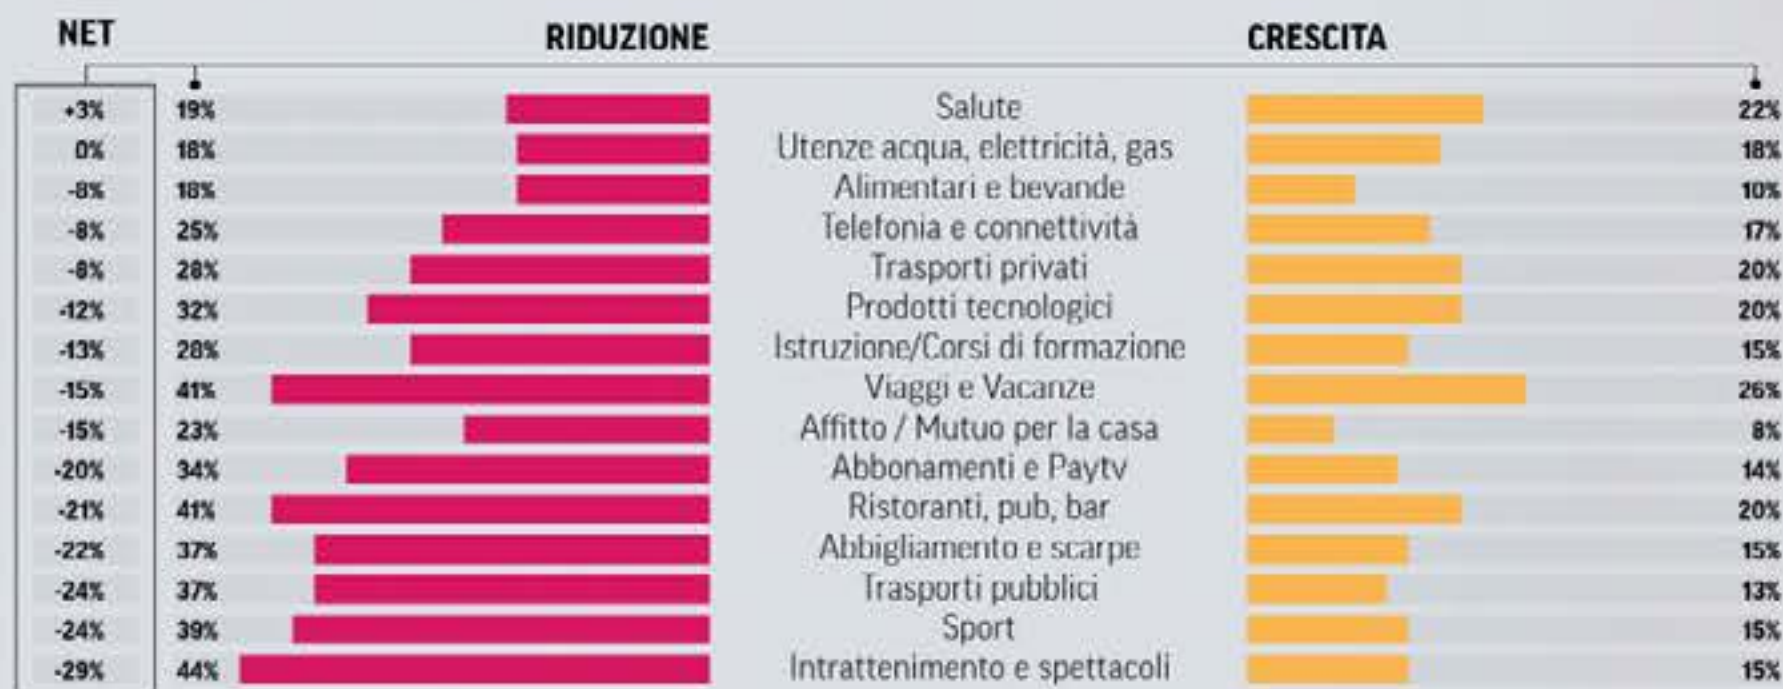 NET RIDUZIONE CRESCITA
+3% 19% Salute 22%
0% 18% Utenze acqua, elettricità, gas 18%
-8% 18% Alimentari e bevande 10%
-8% 25% Telefonia e connettività 17%
-8% 28% Trasporti privati 20%
-12% 32% Prodotti tecnologici 20%
-13% 28% Istruzione/Corsi di formazione 15%
-15% 41% Viaggi e Vacanze 26%
-15% 23% Affitto / Mutuo per la casa 8%
-20% 34% Abbonamenti e Paytv 14%
-21% 41% Ristoranti, pub, bar 20%
-22% 37% Abbigliamento e scarpe 15%
-24% 37% Trasporti pubblici 13%
-24% 39% Sport 15%
-29% 44% Intrattenimento e spettacoli 15%